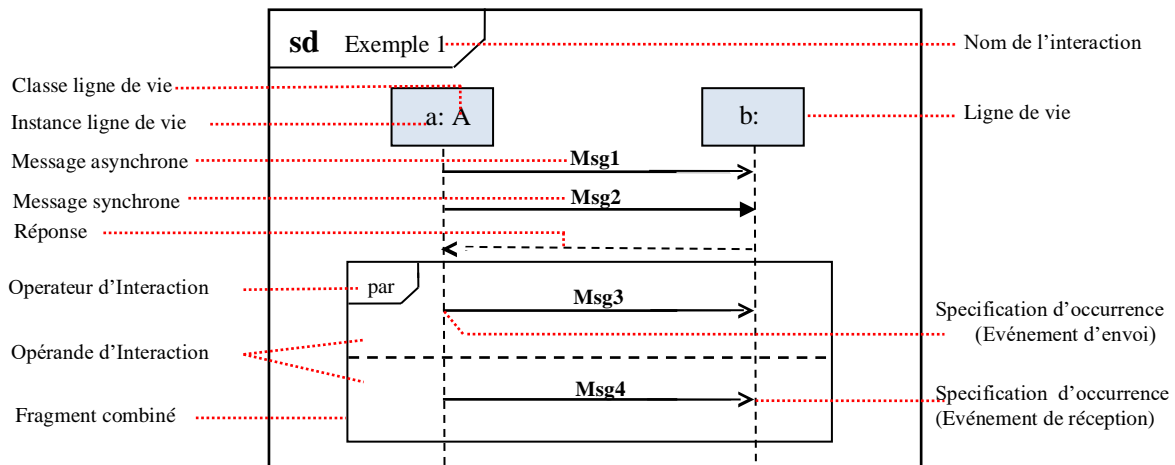 sd Exemple 1
Nom de l'interaction
Classe ligne de vie
Instance ligne de vie
a: A
b:
Ligne de vie
Message asynchrone
Msg1
Message synchrone
Msg2
Réponse
Operateur d'Interaction
par
Msg3
Specification d'occurrence
(Evénement d'envoi)
Opérande d'Interaction
Msg4
Specification d'occurrence
(Evénement de réception)
Fragment combiné